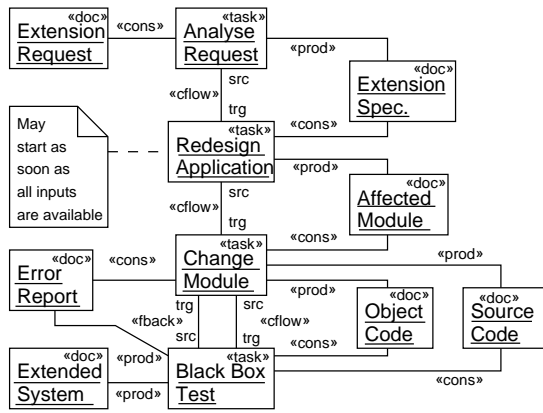 «doc»
Extension
Request
«cons»
«task»
Analyse
Request
«prod»
«doc»
Extension
Spec.
src
«cflow»
trg
«cons»
May
start as
soon as
all inputs
are available
«task»
Redesign
Application
«prod»
src
«cflow»
trg
«doc»
Affected
Module
«cons»
«doc»
Error
Report
«cons»
«task»
Change
Module
«prod»
«prod»
trg
src
«fback»
«cflow»
src
trg
«doc»
Object
Code
«doc»
Source
Code
«cons»
«doc»
Extended
System
«prod»
«prod»
«task»
Black Box
Test
«cons»